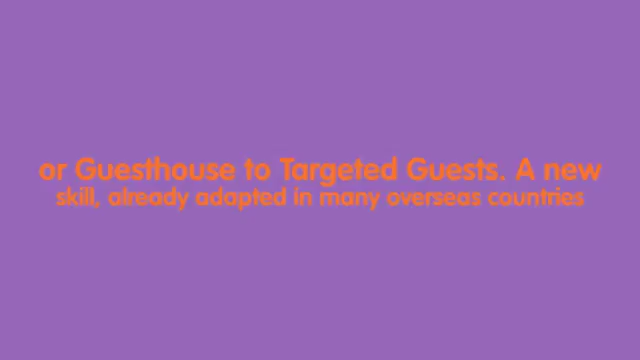 or Guesthouse to Targeted Guests. A new
skill, already adapted in many overseas countries